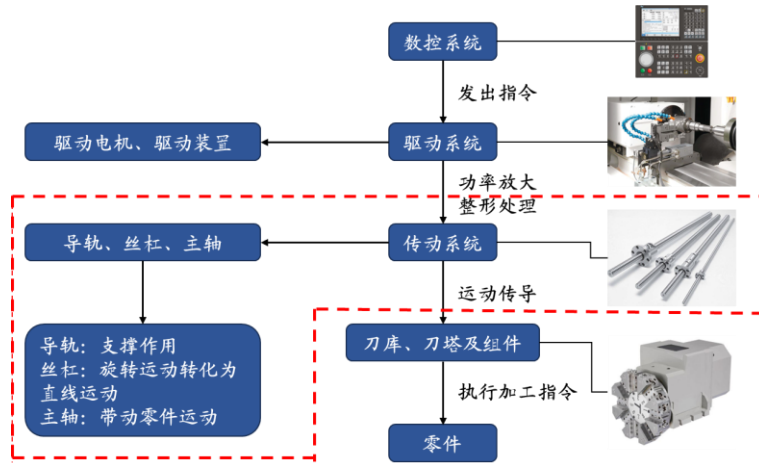 数控系统
发出指令
驱动电机、驱动装置
驱动系统
功率放大
整形处理
导轨、丝杠、主轴
传动系统
运动传导
导轨：支撑作用
丝杠：旋转运动转化为
直线运动
主轴：带动零件运动
刀库、刀塔及组件
执行加工指令
零件